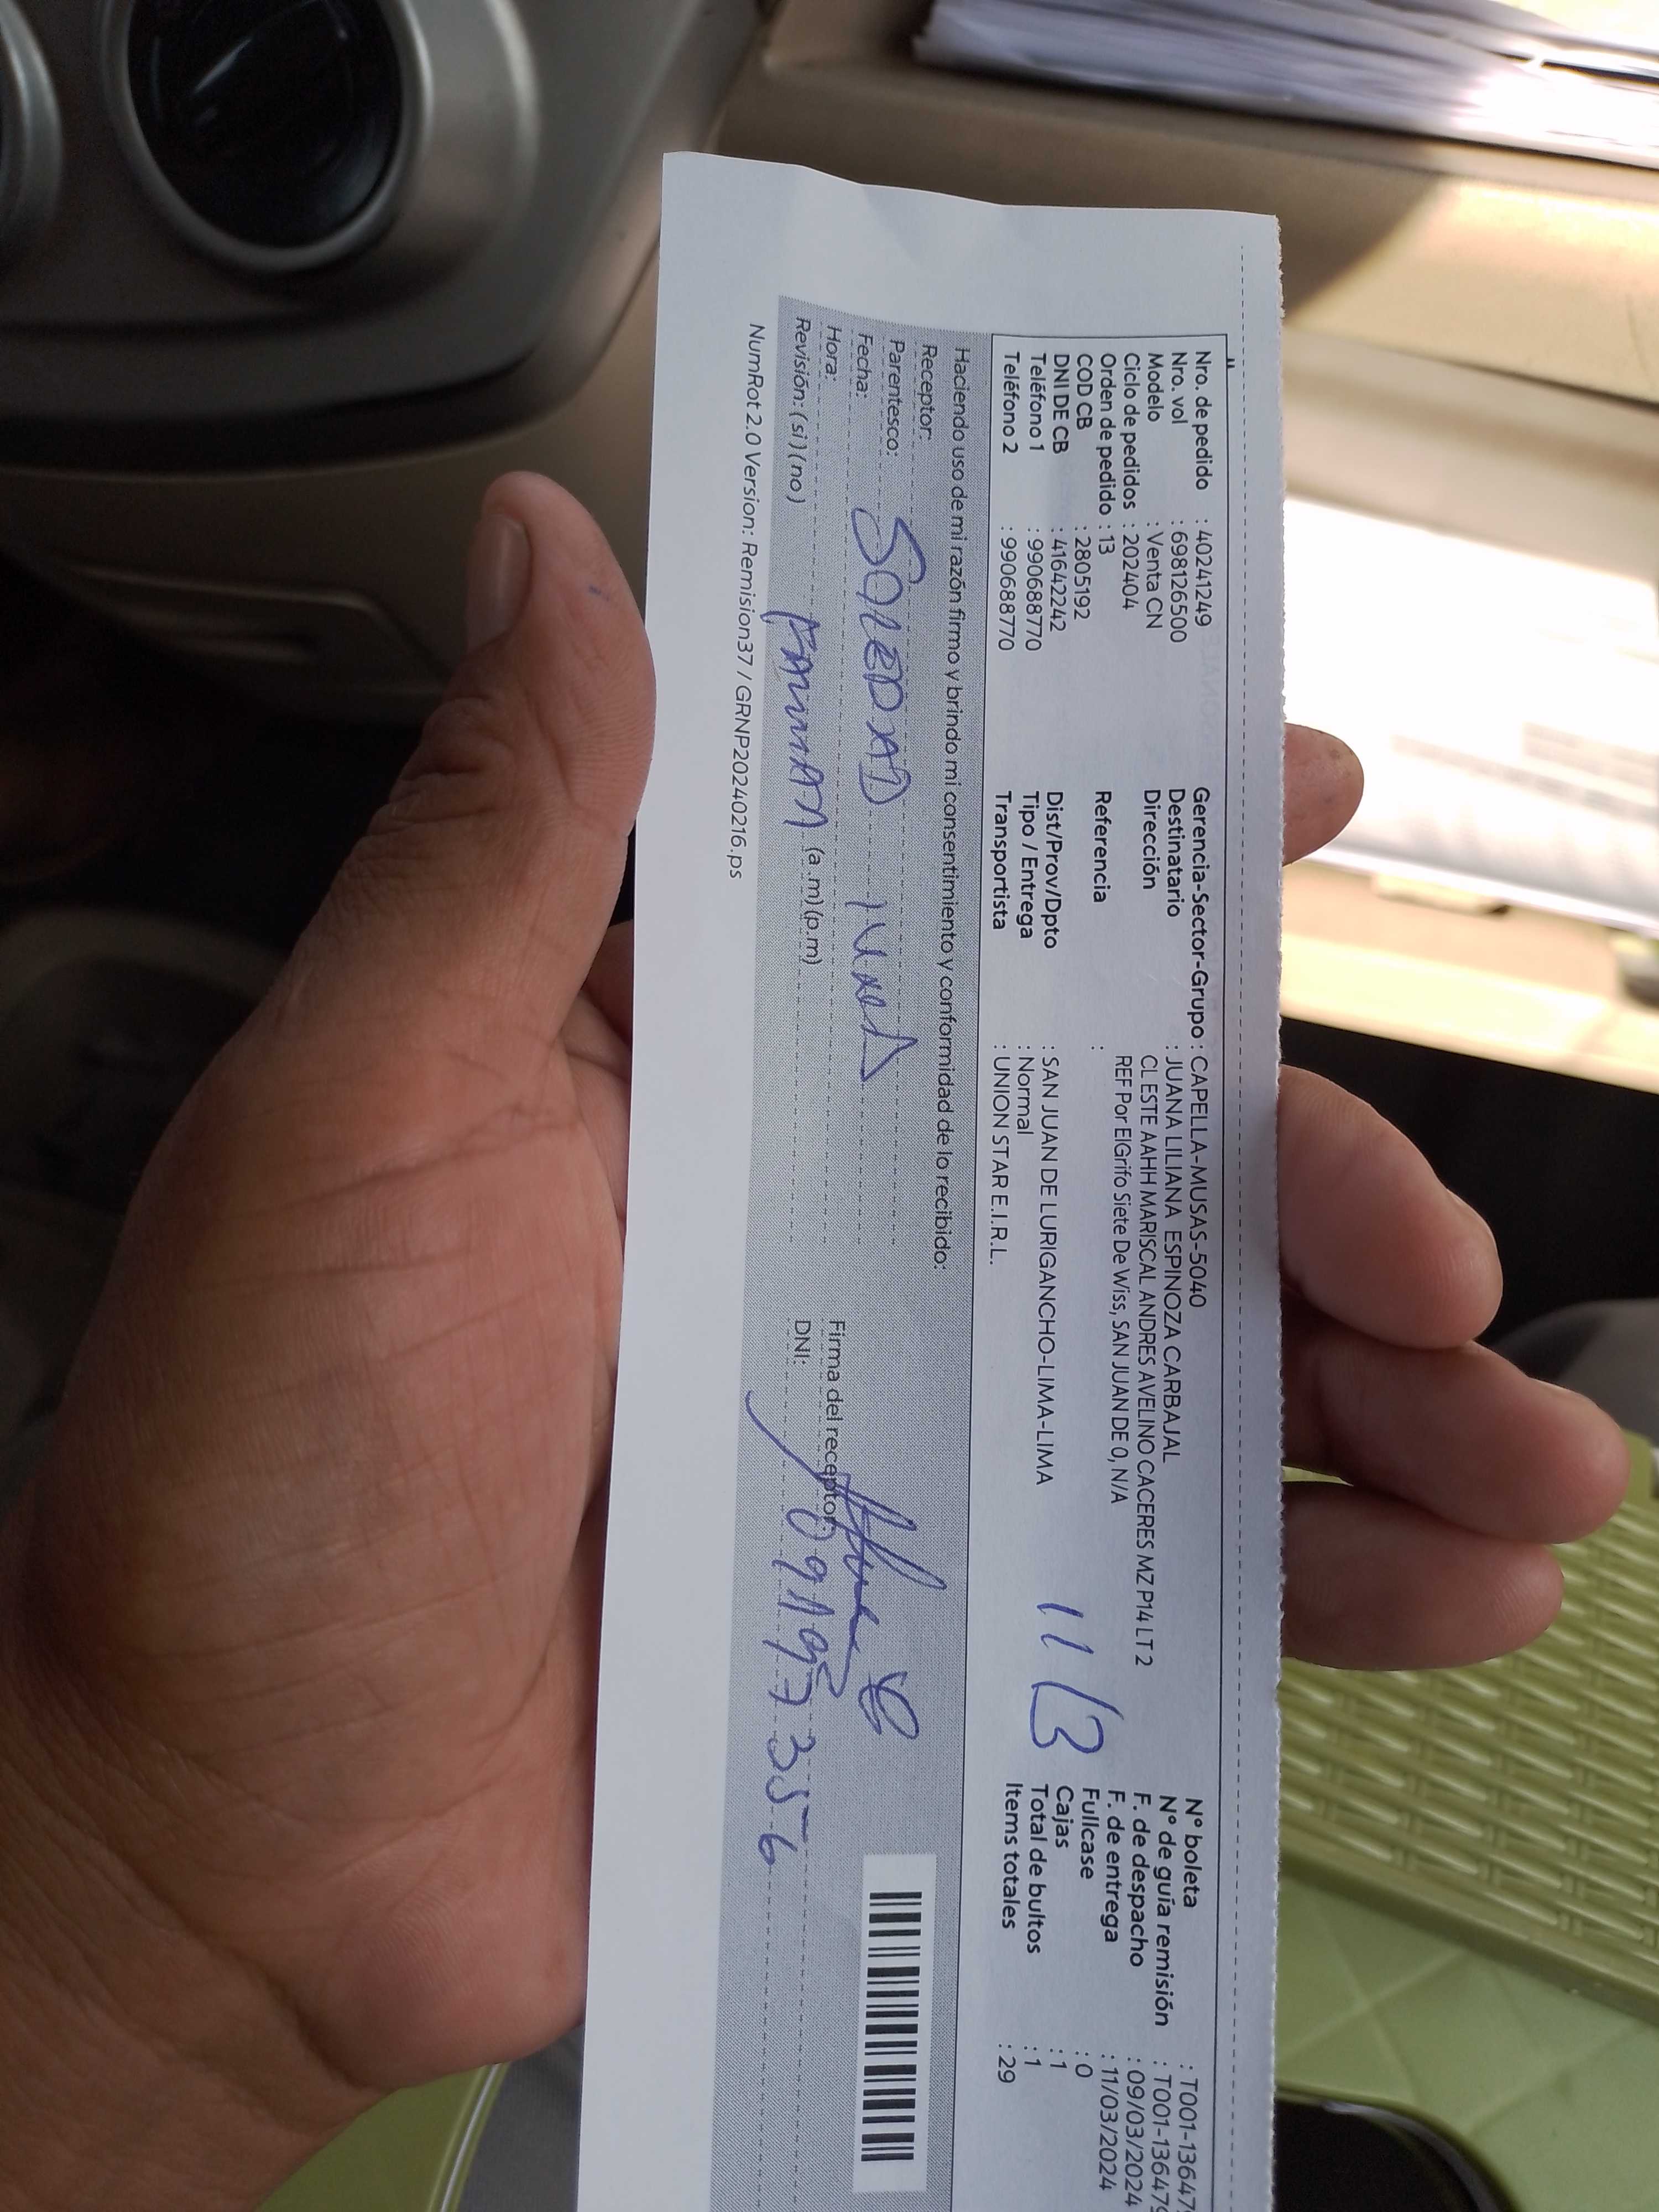 Nro. de pedido : 40241249
Nro. vol : 698126500
Modelo : Venta CN
Ciclo de pedidos : 202404
Orden de pedido : 13
COD CB : 2805192
DNI DE CB : 41642242
Teléfono 1 : 990688770
Teléfono 2 : 990688770
Gerencia-Sector-Grupo : CAPELLA-MUSAS-5040
Destinatario : JUANA LILIANA ESPINOZA CARBAJAL
Dirección : CL ESTE AAHH MARISCAL ANDRES AVELINO CACERES MZ P14 LT 2
REF Por ElGrifo Siete De Wiss, SAN JUAN DE 0, N/A
Referencia :
Dist/Prov/Dpto : SAN JUAN DE LURIGANCHO-LIMA-LIMA
Tipo / Entrega : Normal
Transportista : UNION STAR E.I.R.L.
11/3
N° boleta : T001-13647
N° de guía remisión : T001-136479
F. de despacho : 09/03/2024
F. de entrega : 11/03/2024
Fullcase : 0
Cajas : 1
Total de bultos : 1
Items totales : 29
Haciendo uso de mi razón firmo y brindo mi consentimiento y conformidad de lo recibido:
Receptor:
Parentesco: SOLEDAD
Fecha:
Hora:
Revisión: (si) (no) (a.m) (p.m)
Firma del receptor
DNI:
NumRot 2.0 Version: Remision37 / GRNP20240216.ps